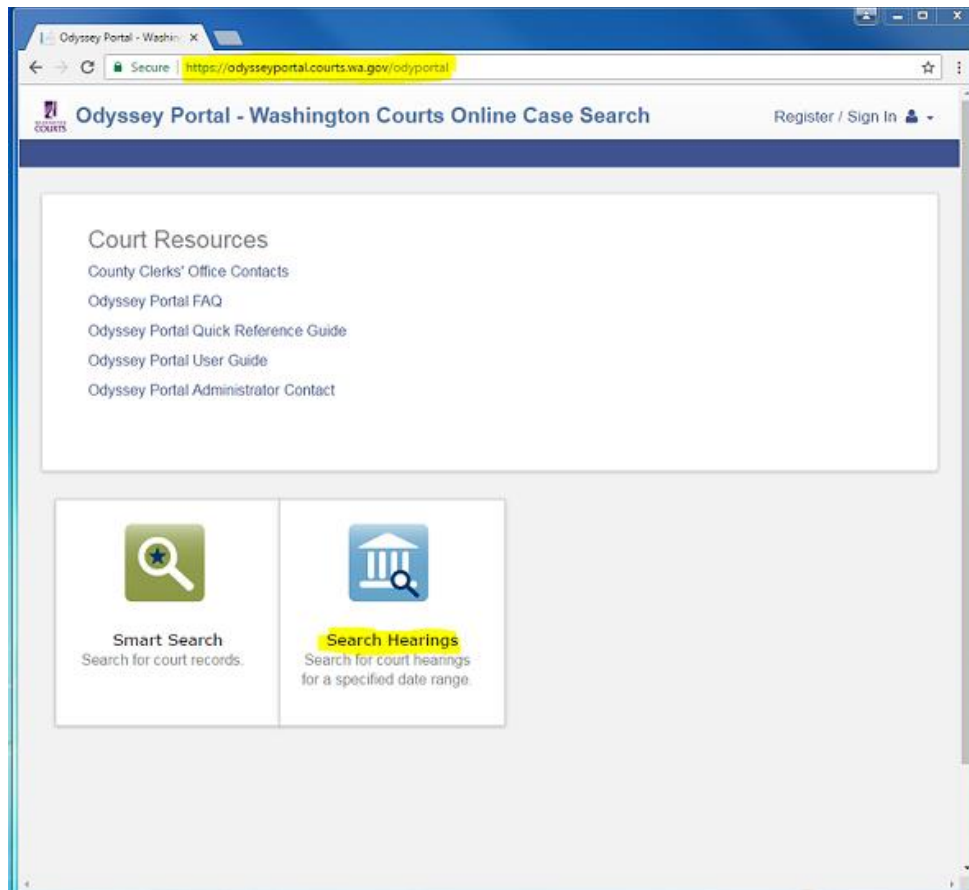 Odyssey Portal - Washin
Secure | https://odysseyportal.courts.wa.gov/odyportal
COURTS
Odyssey Portal - Washington Courts Online Case Search
Register / Sign In
Court Resources
County Clerks' Office Contacts
Odyssey Portal FAQ
Odyssey Portal Quick Reference Guide
Odyssey Portal User Guide
Odyssey Portal Administrator Contact
Smart Search
Search for court records.
Search Hearings
Search for court hearings
for a specified date range.